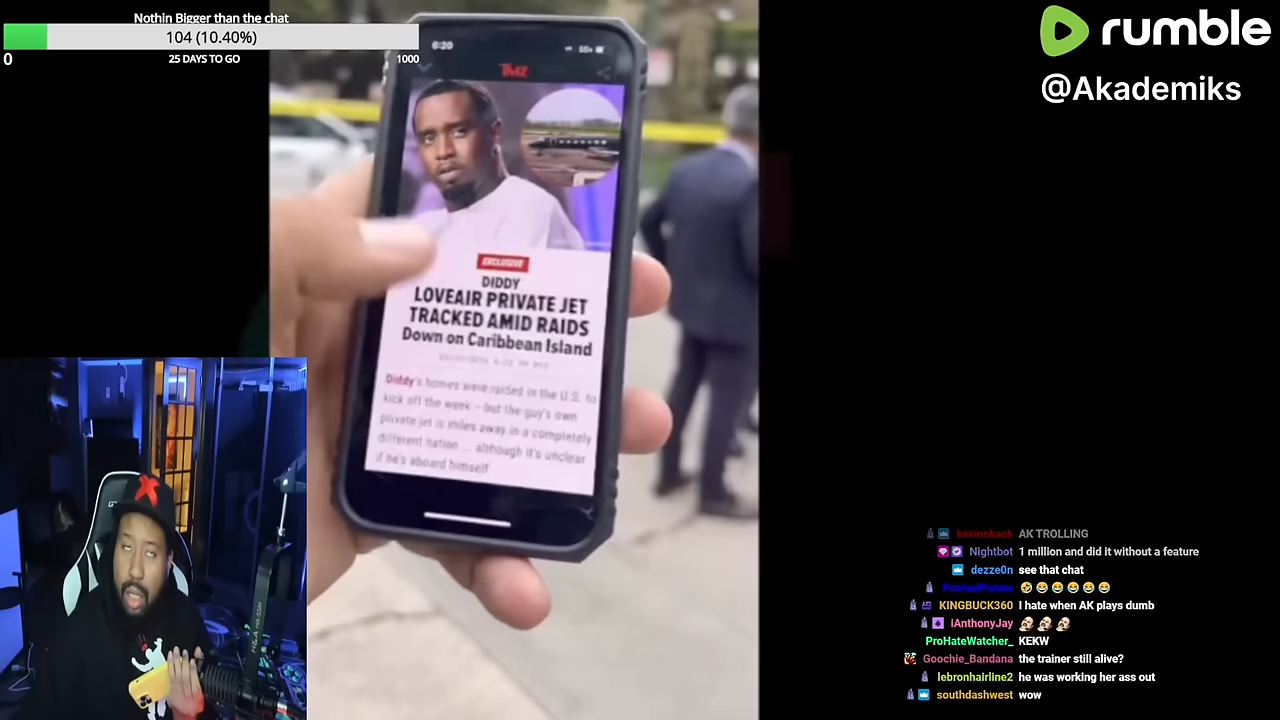 Nothin Bigger than the chat
104 (10.40%)
0
25 DAYS TO GO
1000
rumble
@Akademiks
6:20
TMZ
EXCLUSIVE
DIDDY
LOVEAIR PRIVATE JET
TRACKED AMID RAIDS
Down on Caribbean Island
Diddy's homes were raided in the U.S. to
kick off the week -- but the guy's own
private jet is miles away in a completely
different nation ... although it's unclear
if he's aboard himself
kevinnkach AK TROLLING
Nightbot 1 million and did it without a feature
dezze0n see that chat
KINGBUCK360 I hate when AK plays dumb
IAnthonyJay
ProHateWatcher_ KEKW
Goochie_Bandana the trainer still alive?
lebronhairline2 he was working her ass out
southdashwest wow